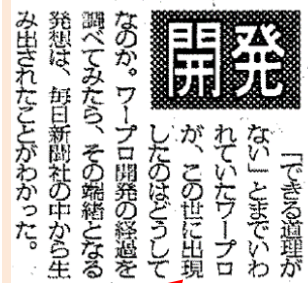 開発
「できる道理が
ない」とまでいわ
れていたワープロ
が、この世に出現
したのはどうして
なのか。ワープロ開発の経過を
調べてみたら、その端緒となる
発想は、毎日新聞社の中から生
み出されたことがわかった。